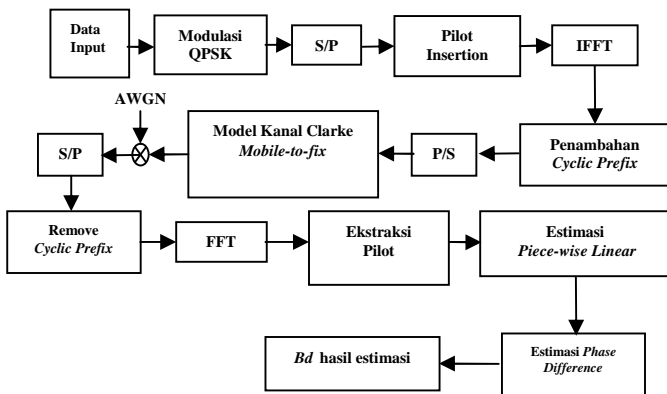 Data
Input
Modulasi
QPSK
S/P
Pilot
Insertion
IFFT
AWGN
S/P
Model Kanal Clarke
Mobile-to-fix
P/S
Penambahan
Cyclic Prefix
Remove
Cyclic Prefix
FFT
Ekstraksi
Pilot
Estimasi
Piece-wise Linear
Bd hasil estimasi
Estimasi Phase
Difference